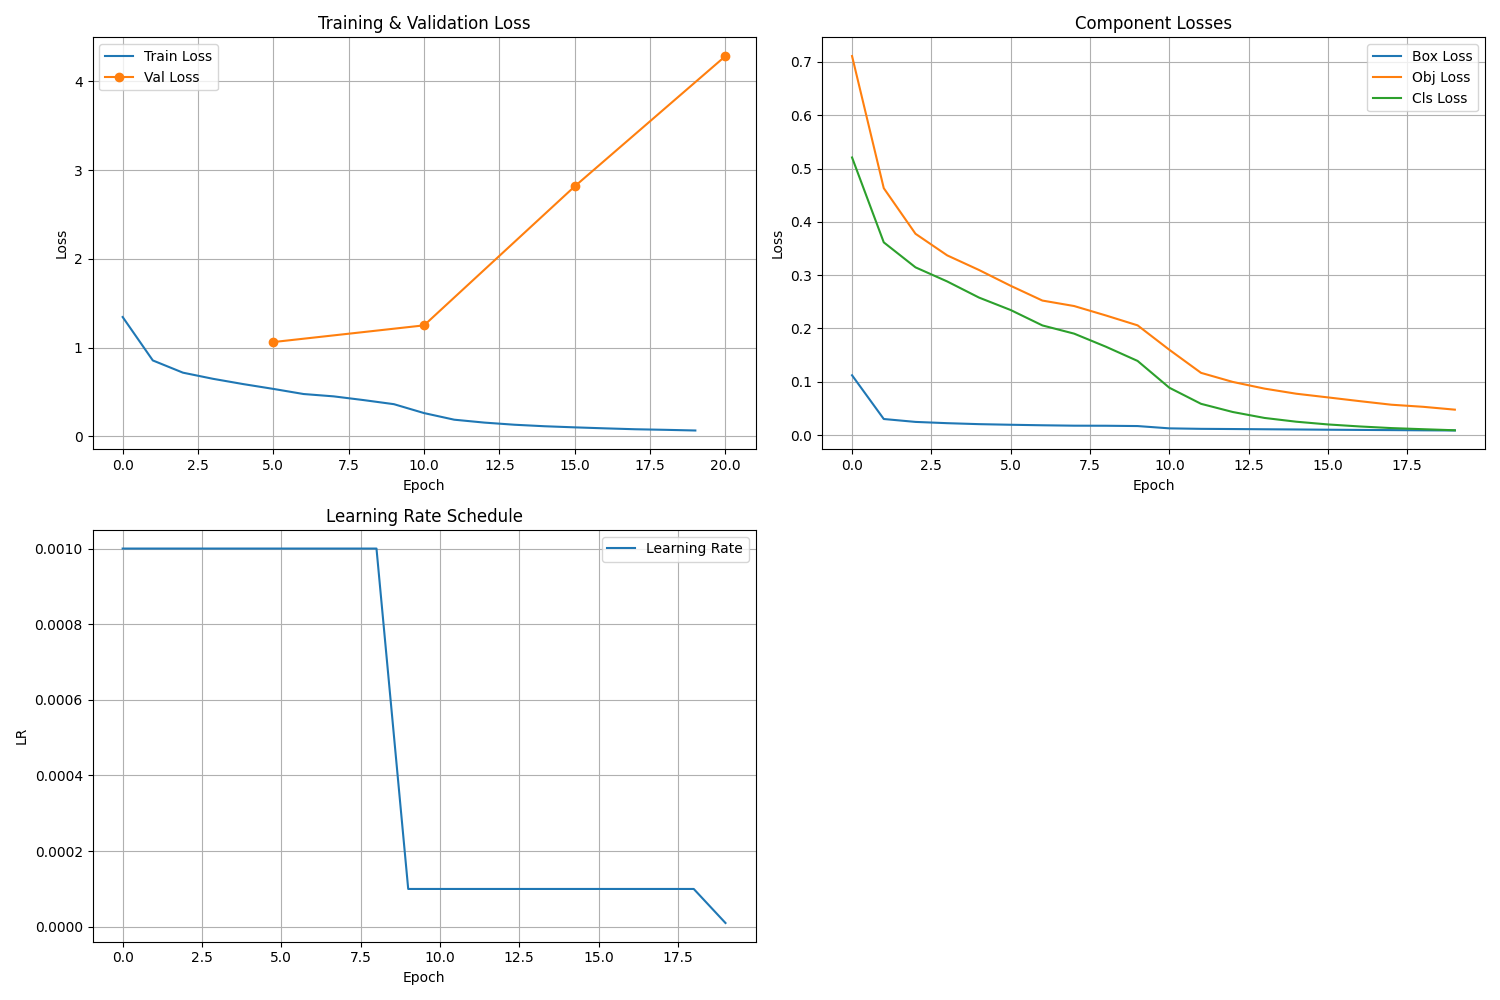 Training & Validation Loss
Train Loss
Val Loss
4
3
2
1
0
Loss
0.0 2.5 5.0 7.5 10.0 12.5 15.0 17.5 20.0
Epoch
Component Losses
Box Loss
Obj Loss
Cls Loss
0.7
0.6
0.5
0.4
0.3
0.2
0.1
0.0
Loss
0.0 2.5 5.0 7.5 10.0 12.5 15.0 17.5
Epoch
Learning Rate Schedule
Learning Rate
0.0010
0.0008
0.0006
0.0004
0.0002
0.0000
LR
0.0 2.5 5.0 7.5 10.0 12.5 15.0 17.5
Epoch